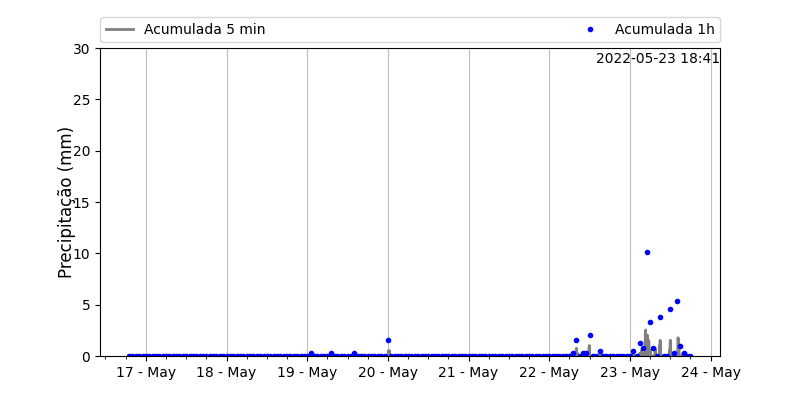 Acumulada 5 min
Acumulada 1h
2022-05-23 18:41
Precipitação (mm)
30
25
20
15
10
5
0
17 - May
18 - May
19 - May
20 - May
21 - May
22 - May
23 - May
24 - May